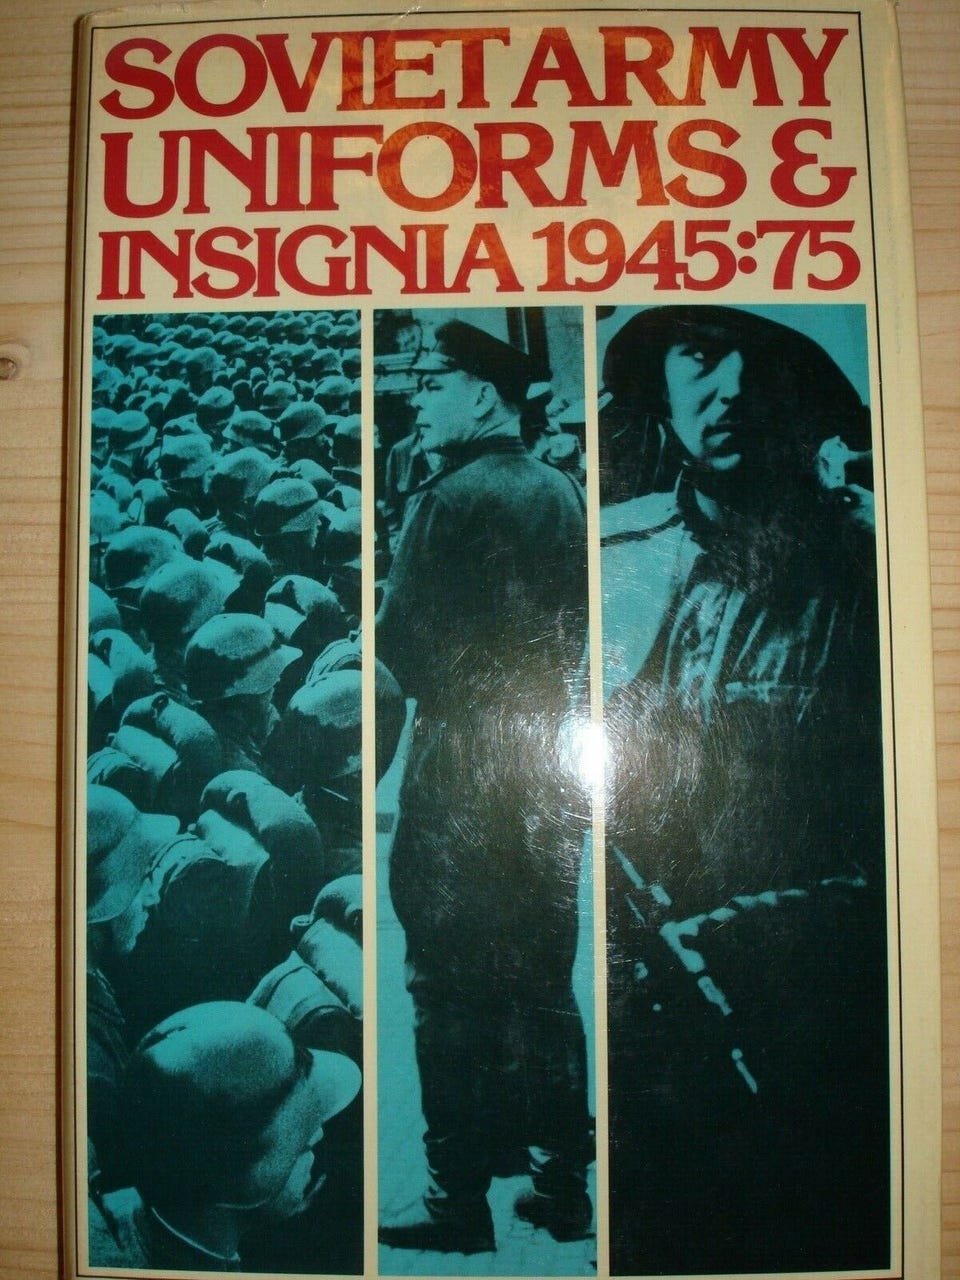 SOVIET ARMY
UNIFORMS &
INSIGNIA 1945:75